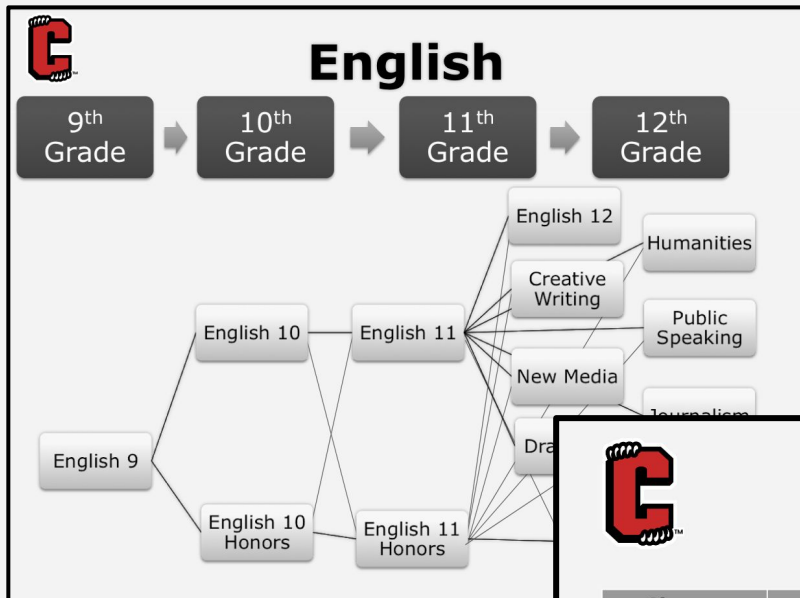 English
9th
Grade
10th
Grade
11th
Grade
12th
Grade
English 12
Humanities
Creative
Writing
Public
Speaking
English 10
English 11
New Media
Journalism
English 9
English 10
Honors
English 11
Honors